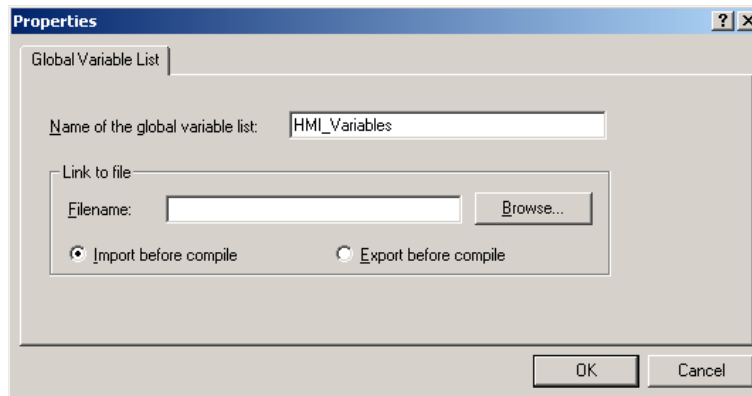 Properties
Global Variable List
Name of the global variable list: HMI_Variables
Link to file
Filename: Browse...
Import before compile Export before compile
OK Cancel